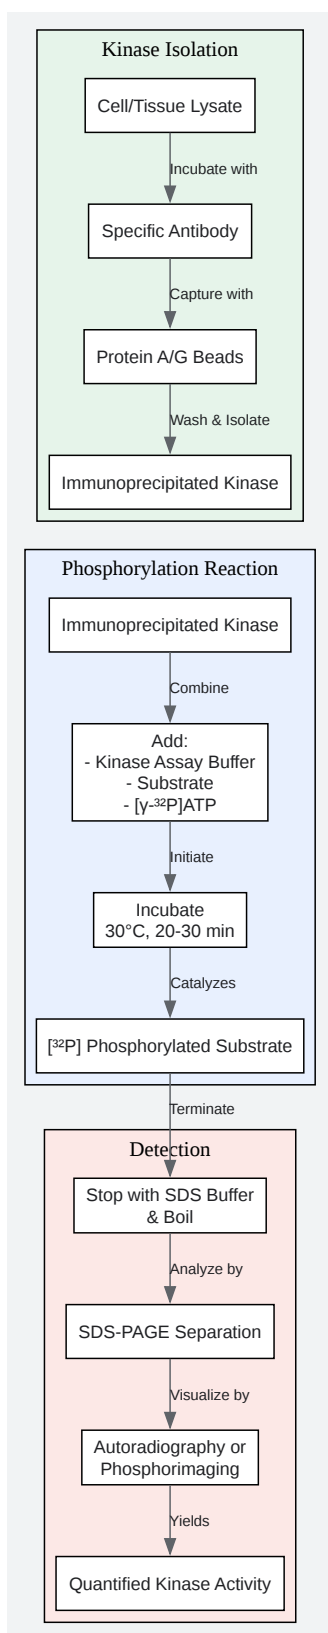 Kinase Isolation
Cell/Tissue Lysate
Incubate with
Specific Antibody
Capture with
Protein A/G Beads
Wash & Isolate
Immunoprecipitated Kinase
Phosphorylation Reaction
Immunoprecipitated Kinase
Combine
Add:
- Kinase Assay Buffer
- Substrate
- [γ-³²P]ATP
Initiate
Incubate
30°C, 20-30 min
Catalyzes
[³²P] Phosphorylated Substrate
Terminate
Detection
Stop with SDS Buffer
& Boil
Analyze by
SDS-PAGE Separation
Visualize by
Autoradiography or
Phosphorimaging
Yields
Quantified Kinase Activity